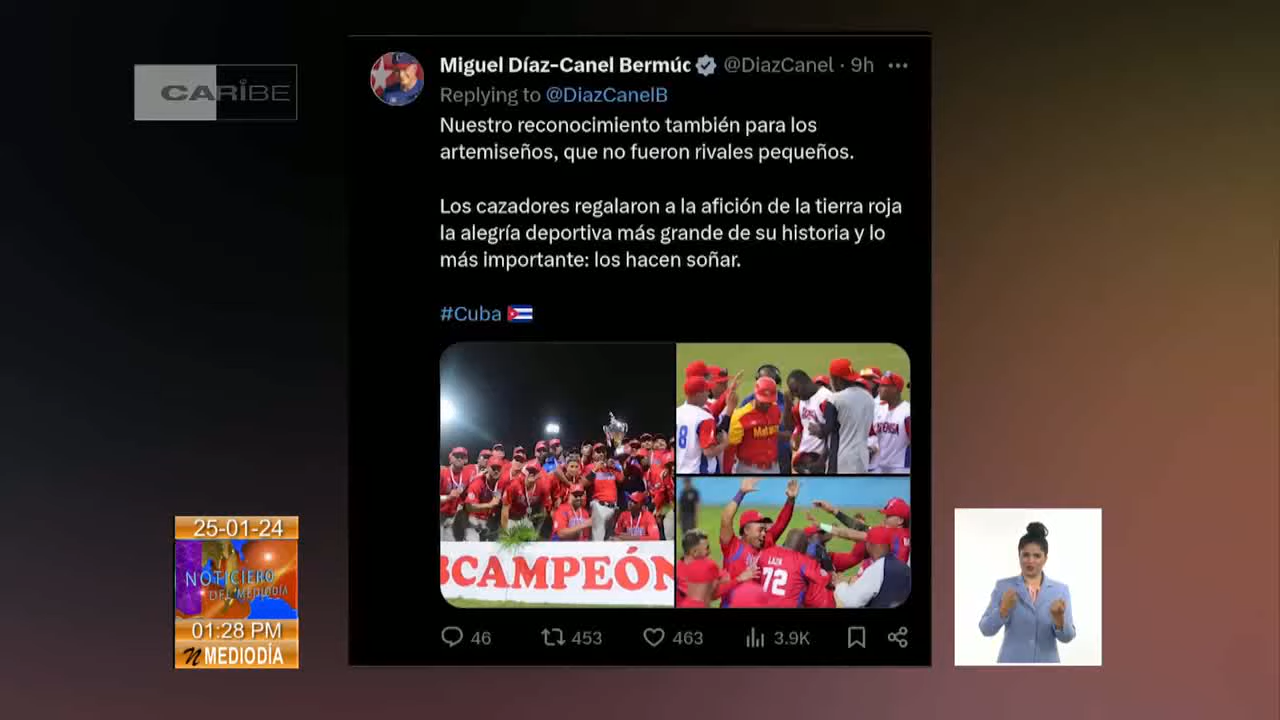 CARiBE
Miguel Díaz-Canel Bermúc @DiazCanel · 9h
Replying to @DiazCanelB
Nuestro reconocimiento también para los
artemiseños, que no fueron rivales pequeños.
Los cazadores regalaron a la afición de la tierra roja
la alegría deportiva más grande de su historia y lo
más importante: los hacen soñar.
#Cuba
8
72
LAZA
BCAMPEÓN
46 453 463 3.9K
25-01-24
NOTICIERO
DEL MEDIODÍA
01:28 PM
N MEDIODÍA